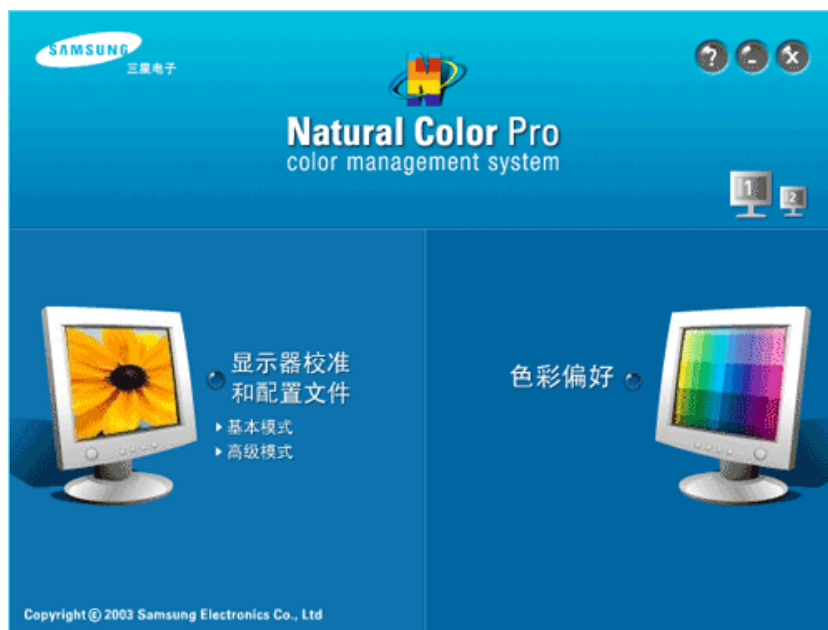 SAMSUNG
三星电子
? - x
Natural Color Pro
color management system
1 2
显示器校准
和配置文件
基本模式
高级模式
色彩偏好
Copyright © 2003 Samsung Electronics Co., Ltd